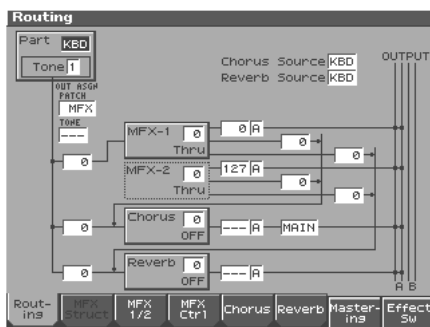 Routing
Part KBD
Tone 1
Chorus Source KBD
Reverb Source KBD
OUTPUT
OUT ASGN
PATCH
MFX
TONE
---
MFX-1 0
Thru
0
0 A
0
0
MFX-2 0
Thru
127 A
0
0
0
Chorus 0
OFF
--- A MAIN
0
Reverb 0
OFF
--- A
A B
Rout-
ing
MFX
Struct
MFX
1/2
MFX
Ctrl
Chorus
Reverb
Master-
ing
Effect
Sw